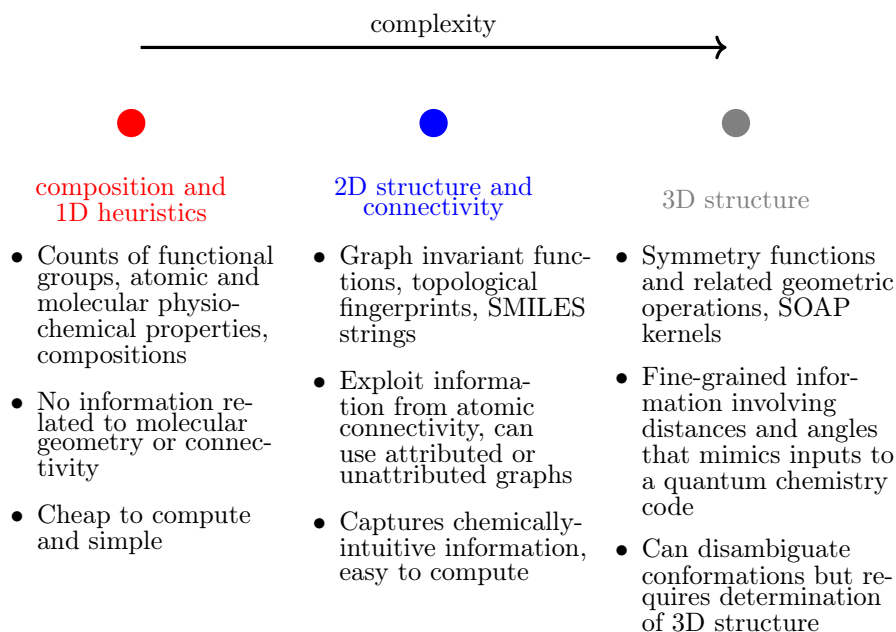 complexity
composition and
1D heuristics
• Counts of functional
groups, atomic and
molecular physio-
chemical properties,
compositions
• No information re-
lated to molecular
geometry or connec-
tivity
• Cheap to compute
and simple
2D structure and
connectivity
• Graph invariant func-
tions, topological
fingerprints, SMILES
strings
• Exploit informa-
tion from atomic
connectivity, can
use attributed or
unattributed graphs
• Captures chemically-
intuitive information,
easy to compute
3D structure
• Symmetry functions
and related geometric
operations, SOAP
kernels
• Fine-grained infor-
mation involving
distances and angles
that mimics inputs to
a quantum chemistry
code
• Can disambiguate
conformations but re-
quires determination
of 3D structure